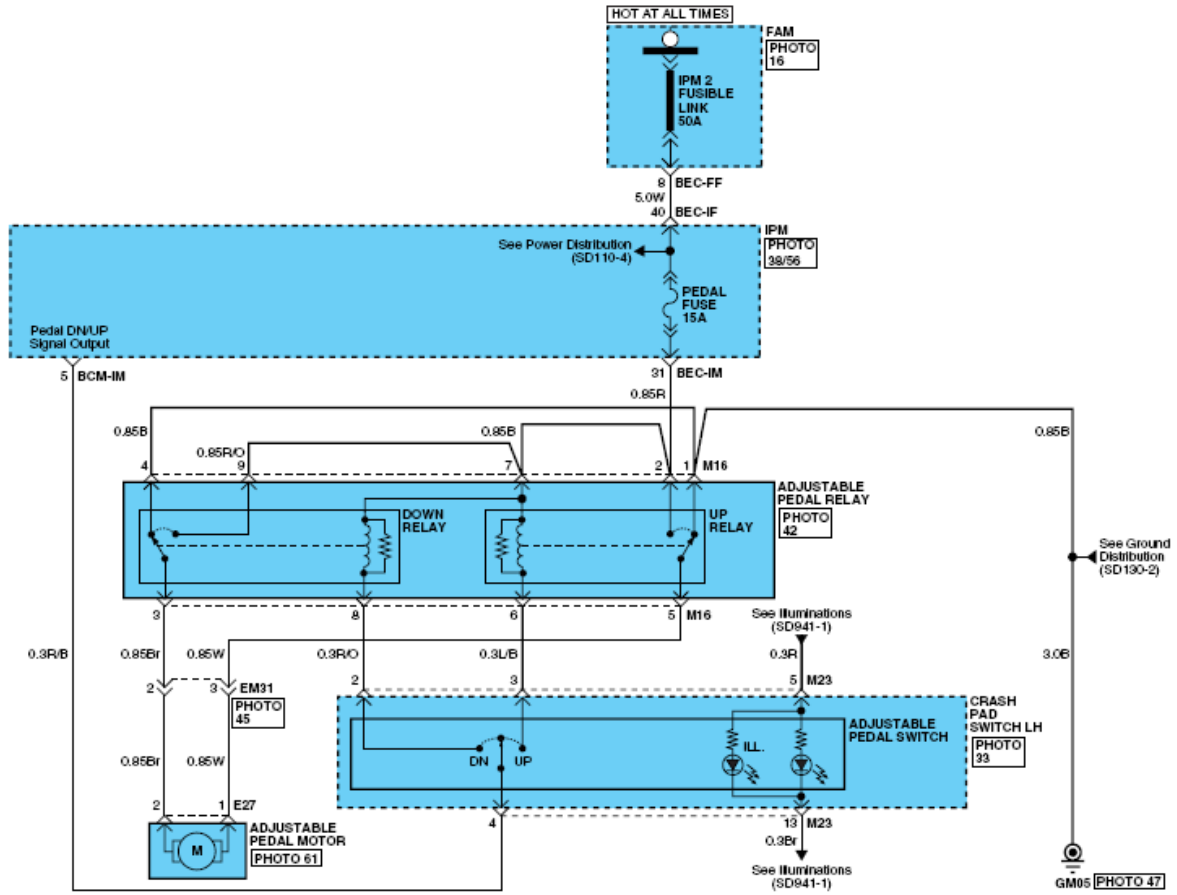 HOT AT ALL TIMES
FAM
PHOTO
16
IPM 2
FUSIBLE
LINK
50A
8 BEC-FF
5.0W
40 BEC-IF
IPM
PHOTO
38/56
See Power Distribution
(SD110-4)
PEDAL
FUSE
15A
Pedal DN/UP
Signal Output
5 BCM-IM
31 BEC-IM
0.85R
0.85B
0.85R/O
0.85B
0.85B
4
9
7
2
1 M16
ADJUSTABLE
PEDAL RELAY
PHOTO
42
DOWN
RELAY
UP
RELAY
See Ground
Distribution
(SD130-2)
3
8
6
5 M16
See Illuminations
(SD941-1)
0.3R/B
0.85Br
0.85W
0.3R/O
0.3L/B
0.3R
3.0B
2
3 EM31
PHOTO
45
2
3
5 M23
CRASH
PAD
SWITCH LH
PHOTO
33
ADJUSTABLE
PEDAL SWITCH
DN
UP
ILL.
0.85Br
0.85W
2
1 E27
ADJUSTABLE
PEDAL MOTOR
PHOTO 61
M
4
13 M23
0.3Br
See Illuminations
(SD941-1)
GM05 PHOTO 47